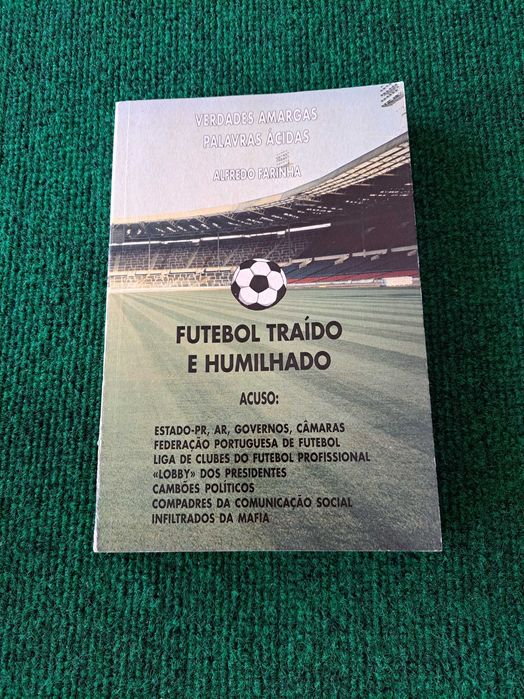 VERDADES AMARGAS
PALAVRAS ÁCIDAS
ALFREDO FARINHA
FUTEBOL TRAÍDO
E HUMILHADO
ACUSO:
ESTADO-PR, AR, GOVERNOS, CÂMARAS
FEDERAÇÃO PORTUGUESA DE FUTEBOL
LIGA DE CLUBES DO FUTEBOL PROFISSIONAL
«LOBBY» DOS PRESIDENTES
CAMBÕES POLÍTICOS
COMPADRES DA COMUNICAÇÃO SOCIAL
INFILTRADOS DA MAFIA